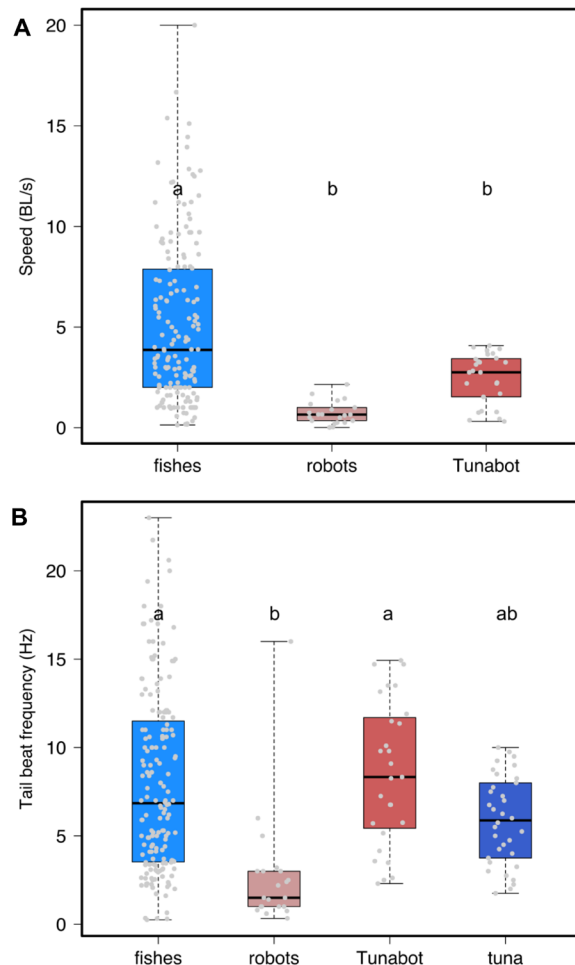 A
20
15
10
5
0
Speed (BL/s)
a b b
fishes robots Tunabot
B
20
15
10
5
0
Tail beat frequency (Hz)
a b a ab
fishes robots Tunabot tuna